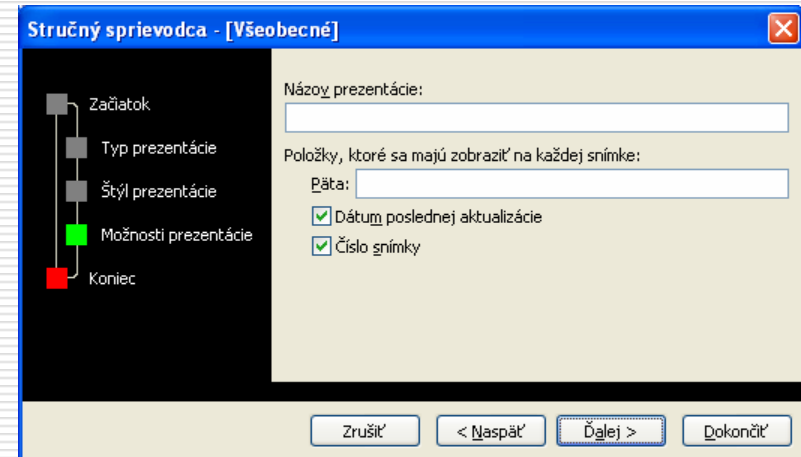 Stručný sprievodca - [Všeobecné]
Začiatok
Typ prezentácie
Štýl prezentácie
Možnosti prezentácie
Koniec
Názov prezentácie:
Položky, ktoré sa majú zobraziť na každej snímke:
Päta:
Dátum poslednej aktualizácie
Číslo snímky
Zrušiť
< Naspäť
Ďalej >
Dokončiť